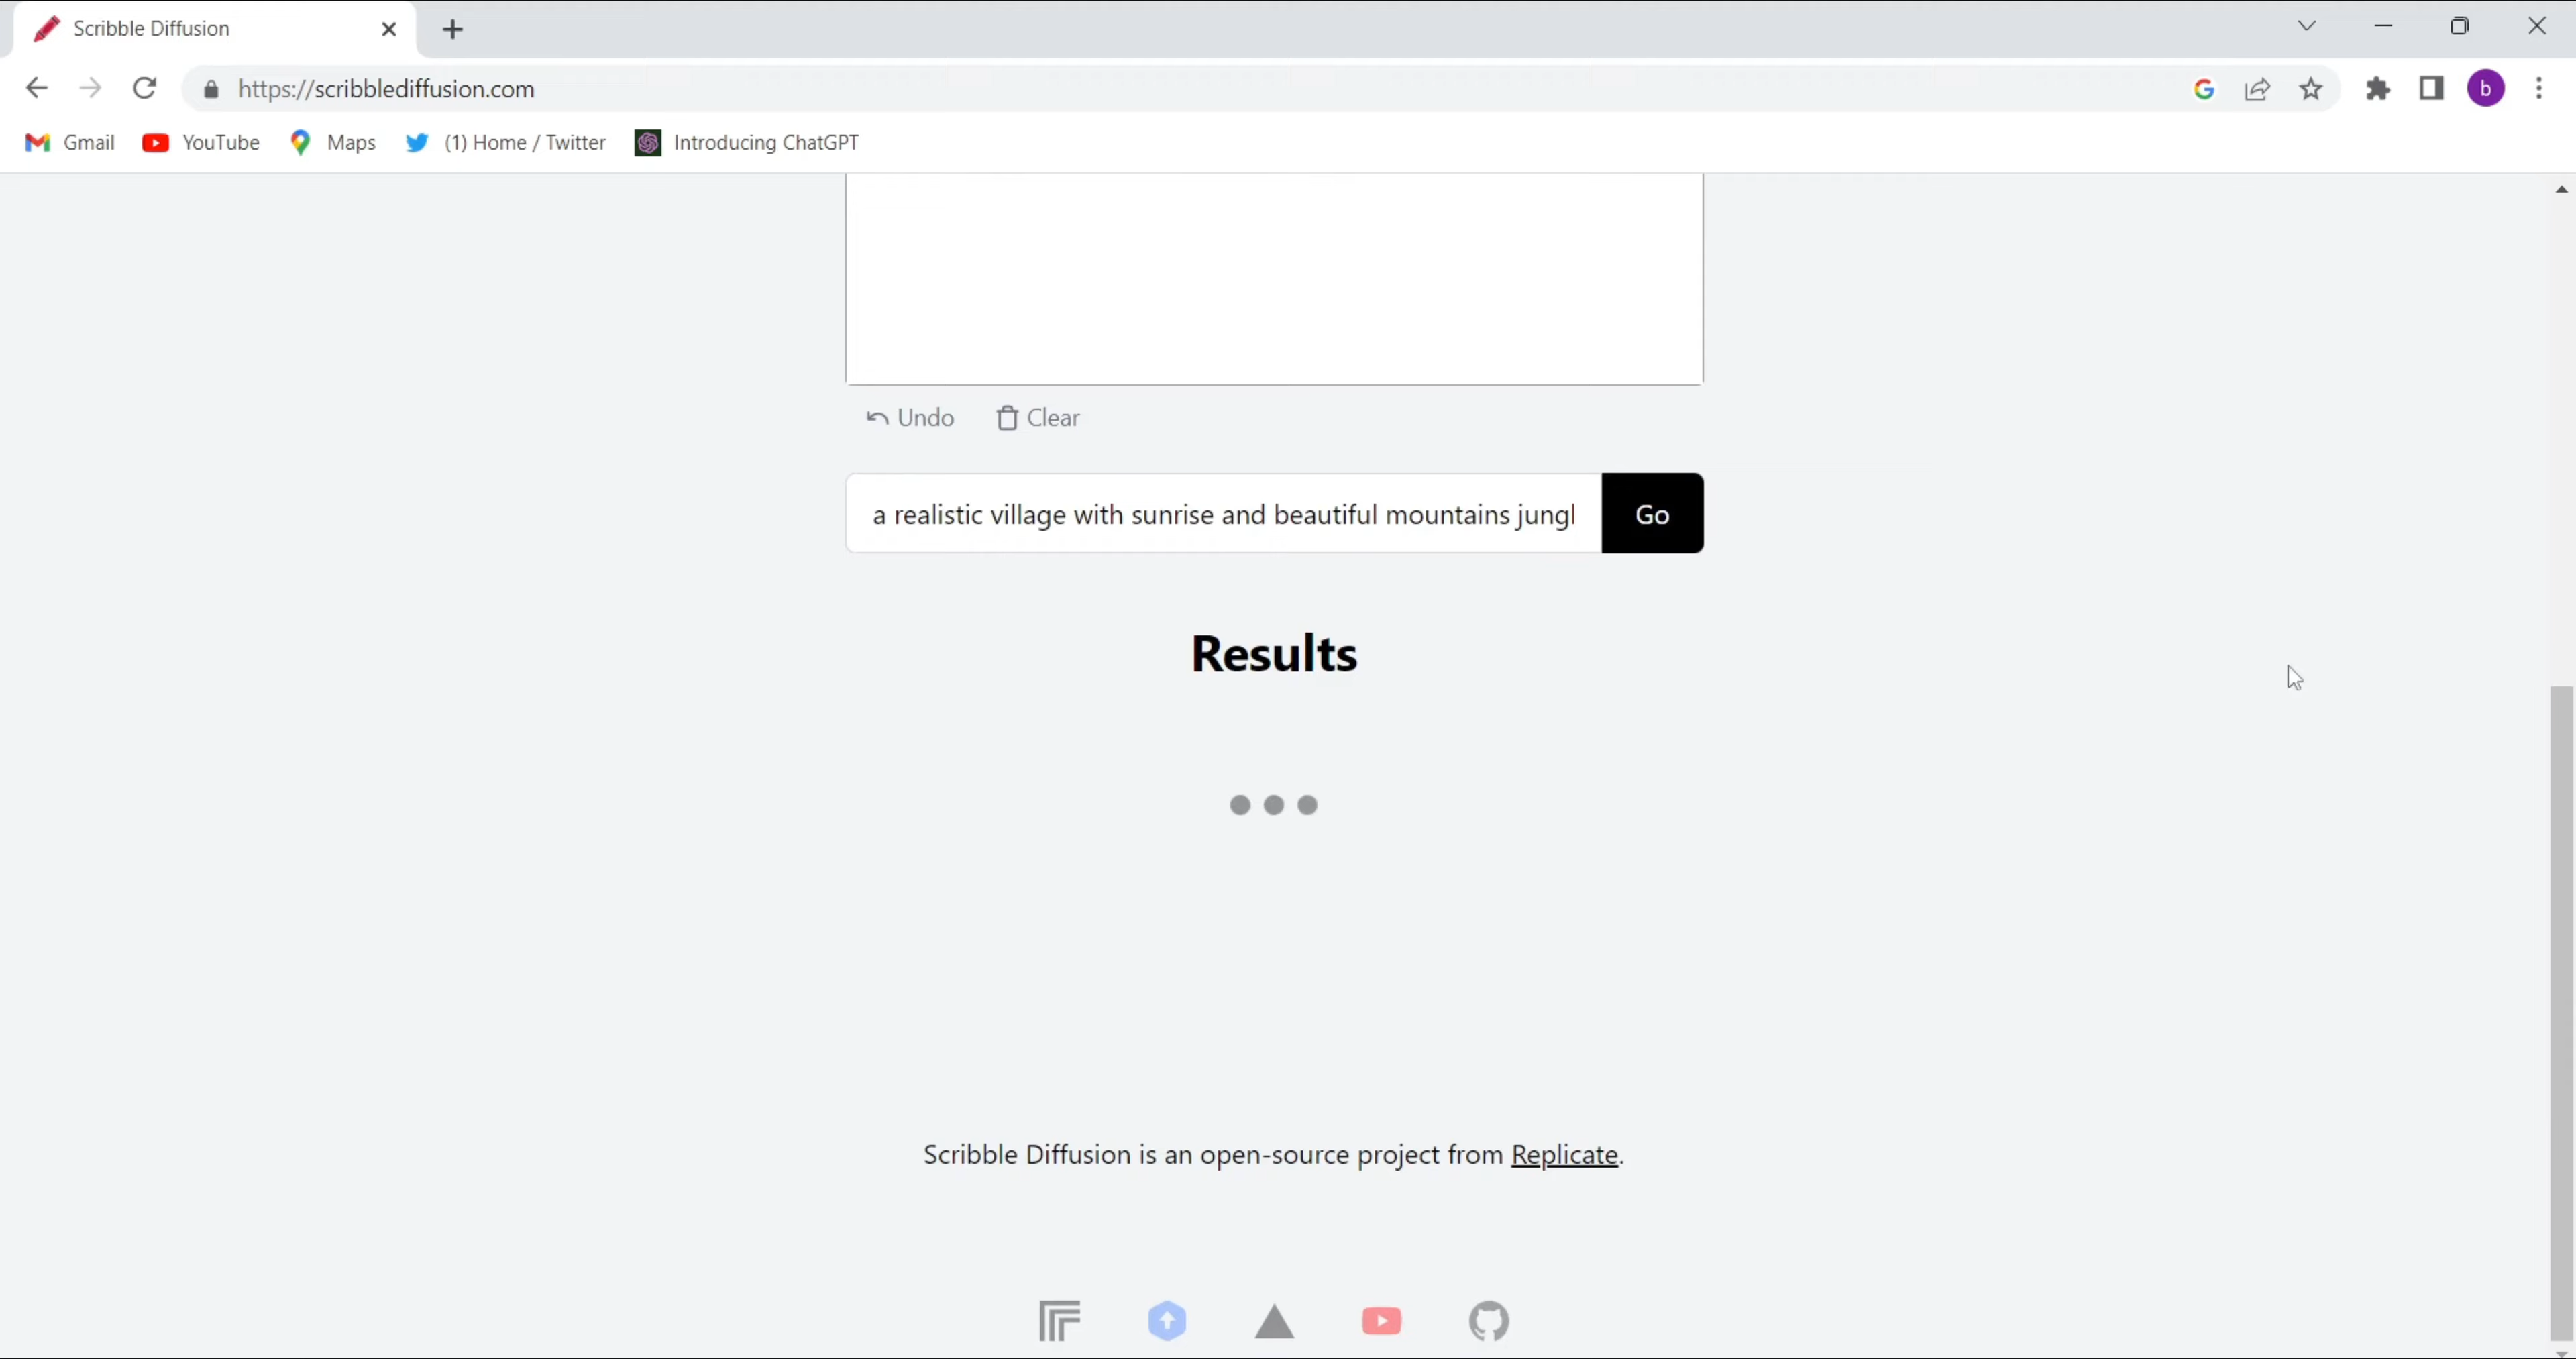 Scribble Diffusion
https://scribblediffusion.com
b
Gmail YouTube Maps (1) Home / Twitter Introducing ChatGPT
Undo Clear
a realistic village with sunrise and beautiful mountains jungl Go
Results
Scribble Diffusion is an open-source project from Replicate.